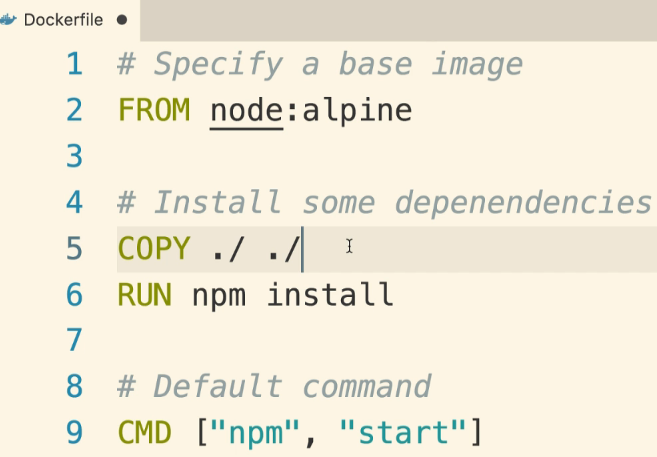 Dockerfile
1 # Specify a base image
2 FROM node:alpine
3
4 # Install some depenendencies
5 COPY ./ ./
6 RUN npm install
7
8 # Default command
9 CMD ["npm", "start"]